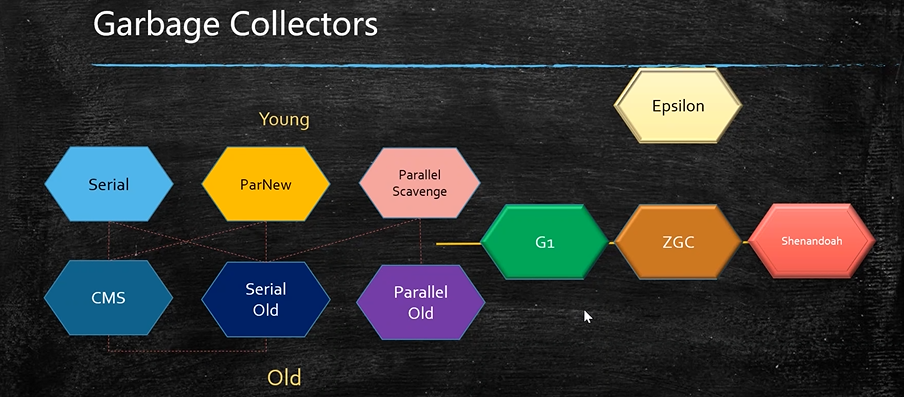 Garbage Collectors
Epsilon
Young
Serial
ParNew
Parallel
Scavenge
G1
ZGC
Shenandoah
CMS
Serial
Old
Parallel
Old
Old